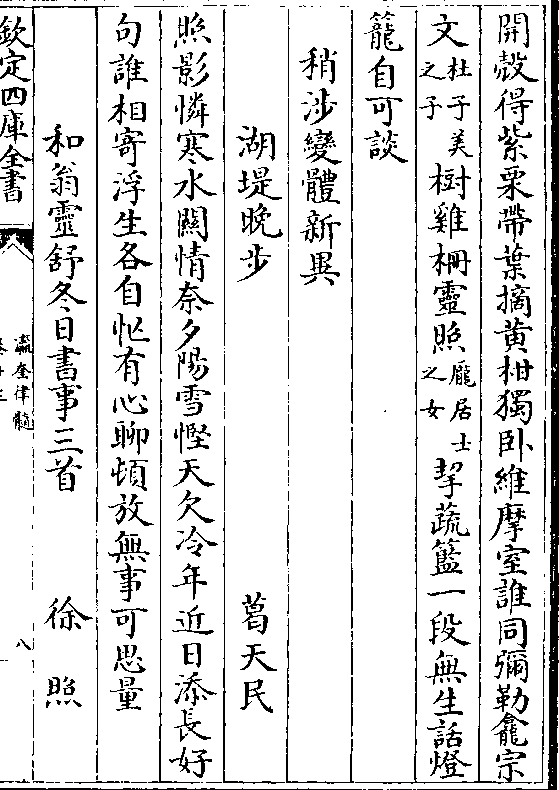 開殼得紫栗帶葉摘黄柑獨卧維摩室誰同彌勒龕宗
文杜子美之子樹雞柵靈照龐居士之女挈蔬籃一段無生話燈
籠自可談
稍涉變體新異
湖堤晚步 葛天民
照影憐寒水闗情奈夕陽雪慳天欠冷年近日添長好
句誰相寄浮生各自忙有心聊頓放無事可思量
和翁靈舒冬日書事三首 徐照
欽定四庫全書
瀛奎律髓
卷十三
八